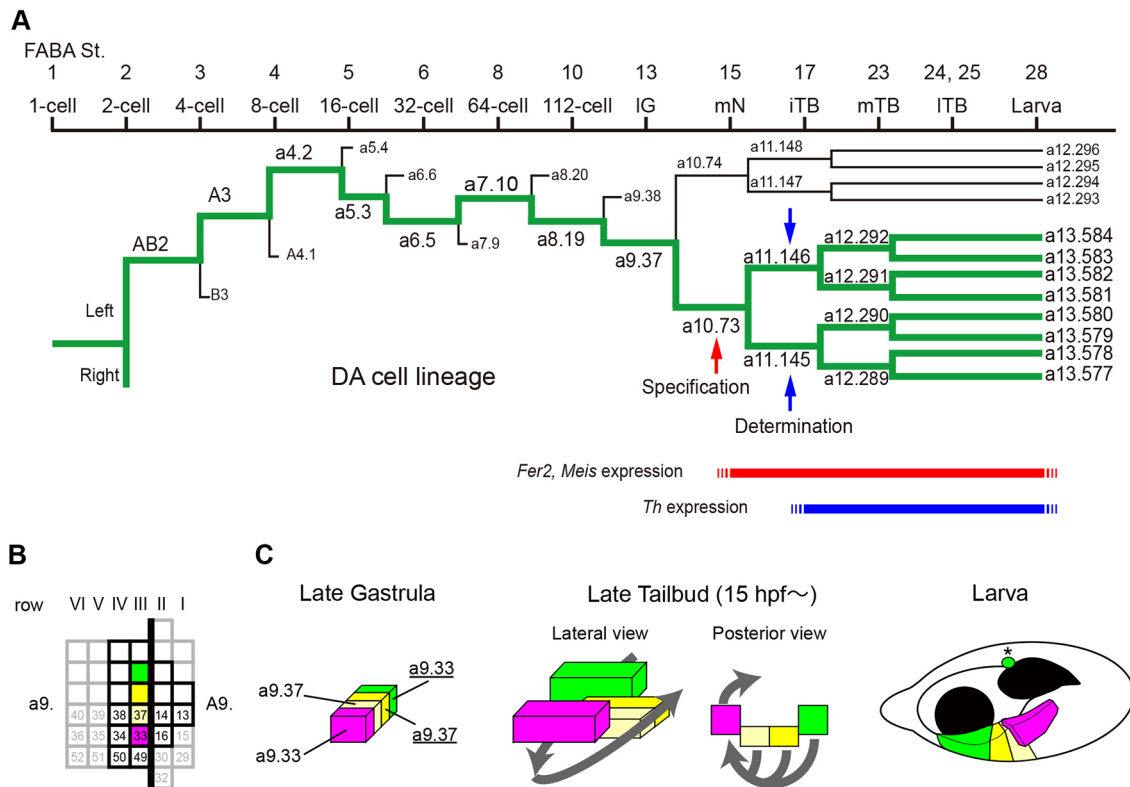 A
FABA St.
1 2 3 4 5 6 8 10 13 15 17 23 24, 25 28
1-cell 2-cell 4-cell 8-cell 16-cell 32-cell 64-cell 112-cell IG mN iTB mTB lTB Larva
a4.2 a5.4
a5.3
a6.6
a6.5
a7.10
a7.9
a8.20
a8.19
a9.38
a9.37
A3
A4.1
AB2
B3
Left
Right
a10.74
a11.148
a11.147
a12.296
a12.295
a12.294
a12.293
a10.73
a11.146
a11.145
a12.292
a12.291
a12.290
a12.289
a13.584
a13.583
a13.582
a13.581
a13.580
a13.579
a13.578
a13.577
DA cell lineage
Specification
Determination
Fer2, Meis expression
Th expression
B
row VI V IV III II I
a9. A9.
40 39 38 37 14 13
36 35 34 33 16 15
52 51 50 49 30 29
32
C
Late Gastrula
a9.33
a9.37
a9.37
a9.33
Late Tailbud (15 hpf～)
Lateral view Posterior view
Larva
*